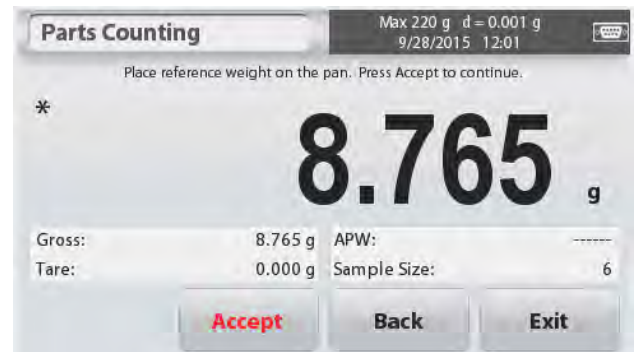 Parts Counting
Max 220 g d = 0.001 g
9/28/2015 12:01
Place reference weight on the pan. Press Accept to continue.
*
8.765 g
Gross: 8.765 g APW: ------
Tare: 0.000 g Sample Size: 6
Accept Back Exit